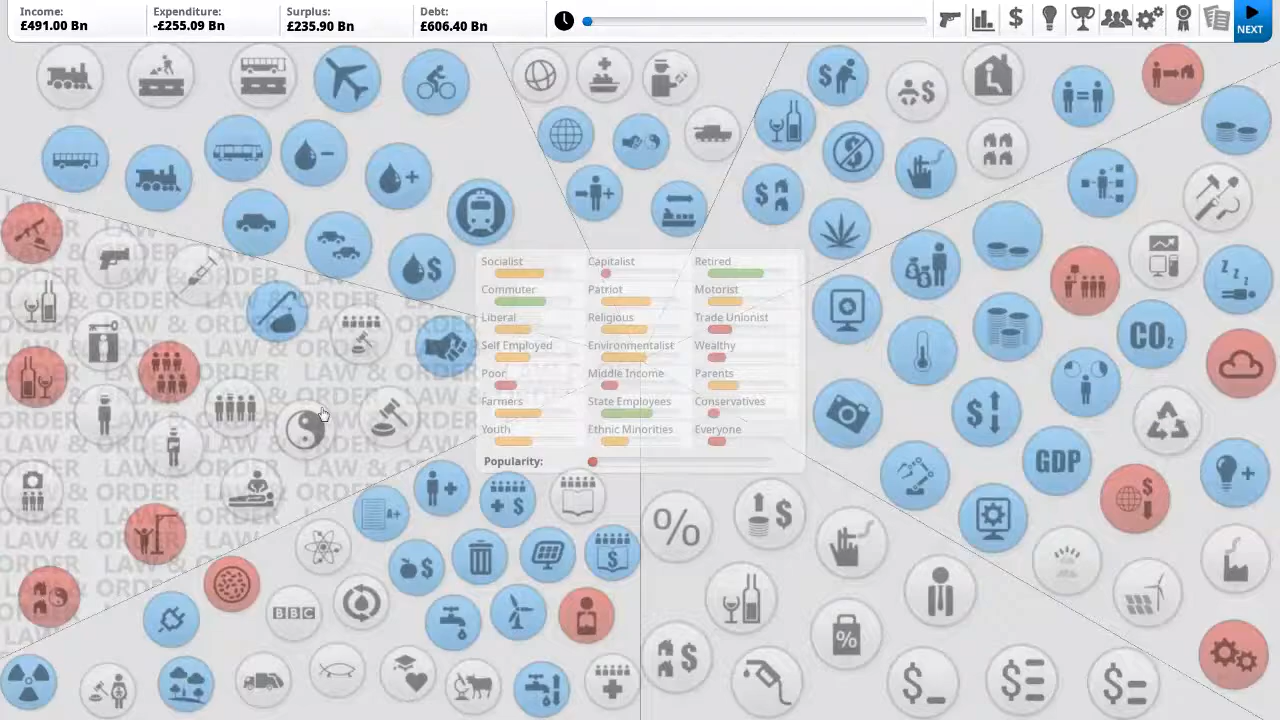 Income: Expenditure: Surplus: Debt:
£491.00 Bn -£255.09 Bn £235.90 Bn £606.40 Bn
NEXT
LAW & ORDER LAW & ORDER
Socialist Capitalist Retired
Commuter Patriot Motorist
Liberal Religious Trade Unionist
Self Employed Environmentalist Wealthy
Poor Middle Income Parents
Farmers State Employees Conservatives
Youth Ethnic Minorities Everyone
Popularity:
CO₂
GDP
A+
BBC
%